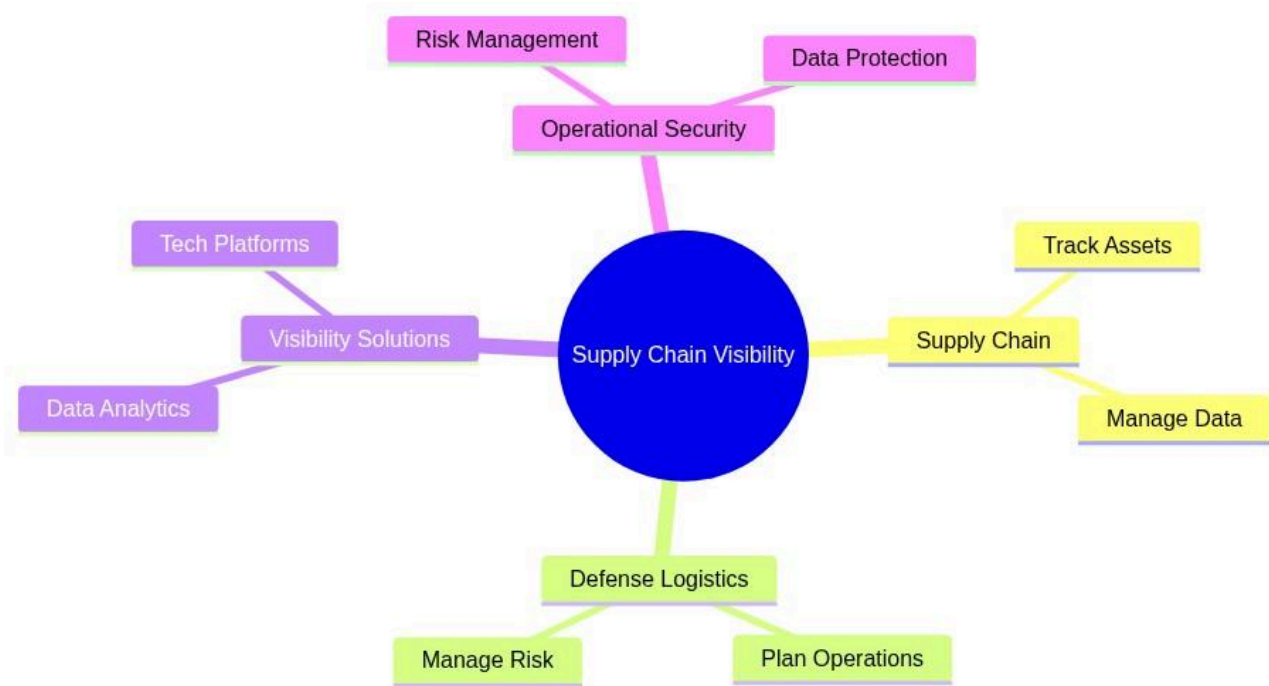 Risk Management
Data Protection
Operational Security
Tech Platforms
Track Assets
Visibility Solutions
Supply Chain Visibility
Supply Chain
Data Analytics
Manage Data
Defense Logistics
Manage Risk
Plan Operations